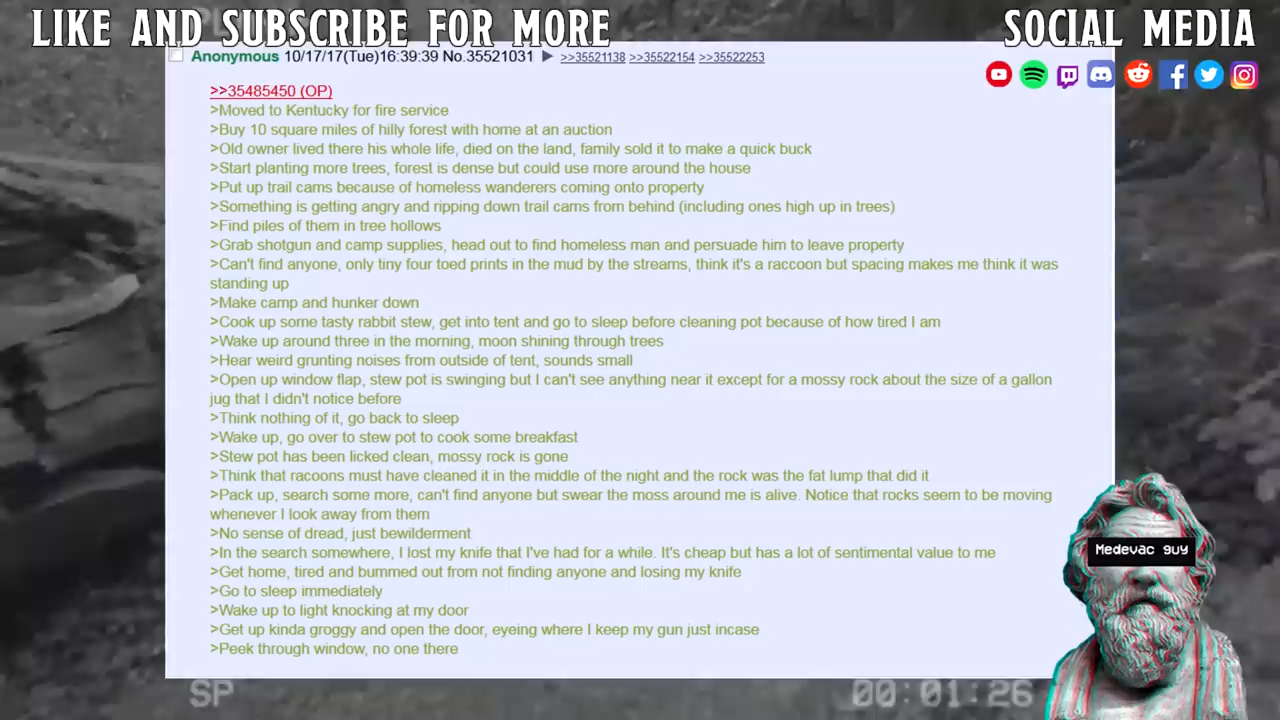 LIKE AND SUBSCRIBE FOR MORE
SOCIAL MEDIA
Anonymous 10/17/17(Tue)16:39:39 No.35521031 ▶ >>35521138 >>35522154 >>35522253
>>35485450 (OP)
>Moved to Kentucky for fire service
>Buy 10 square miles of hilly forest with home at an auction
>Old owner lived there his whole life, died on the land, family sold it to make a quick buck
>Start planting more trees, forest is dense but could use more around the house
>Put up trail cams because of homeless wanderers coming onto property
>Something is getting angry and ripping down trail cams from behind (including ones high up in trees)
>Find piles of them in tree hollows
>Grab shotgun and camp supplies, head out to find homeless man and persuade him to leave property
>Can't find anyone, only tiny four toed prints in the mud by the streams, think it's a raccoon but spacing makes me think it was
standing up
>Make camp and hunker down
>Cook up some tasty rabbit stew, get into tent and go to sleep before cleaning pot because of how tired I am
>Wake up around three in the morning, moon shining through trees
>Hear weird grunting noises from outside of tent, sounds small
>Open up window flap, stew pot is swinging but I can't see anything near it except for a mossy rock about the size of a gallon
jug that I didn't notice before
>Think nothing of it, go back to sleep
>Wake up, go over to stew pot to cook some breakfast
>Stew pot has been licked clean, mossy rock is gone
>Think that racoons must have cleaned it in the middle of the night and the rock was the fat lump that did it
>Pack up, search some more, can't find anyone but swear the moss around me is alive. Notice that rocks seem to be moving
whenever I look away from them
>No sense of dread, just bewilderment
>In the search somewhere, I lost my knife that I've had for a while. It's cheap but has a lot of sentimental value to me
>Get home, tired and bummed out from not finding anyone and losing my knife
>Go to sleep immediately
>Wake up to light knocking at my door
>Get up kinda groggy and open the door, eyeing where I keep my gun just incase
>Peek through window, no one there
Medevac guy
SP
00:01:26